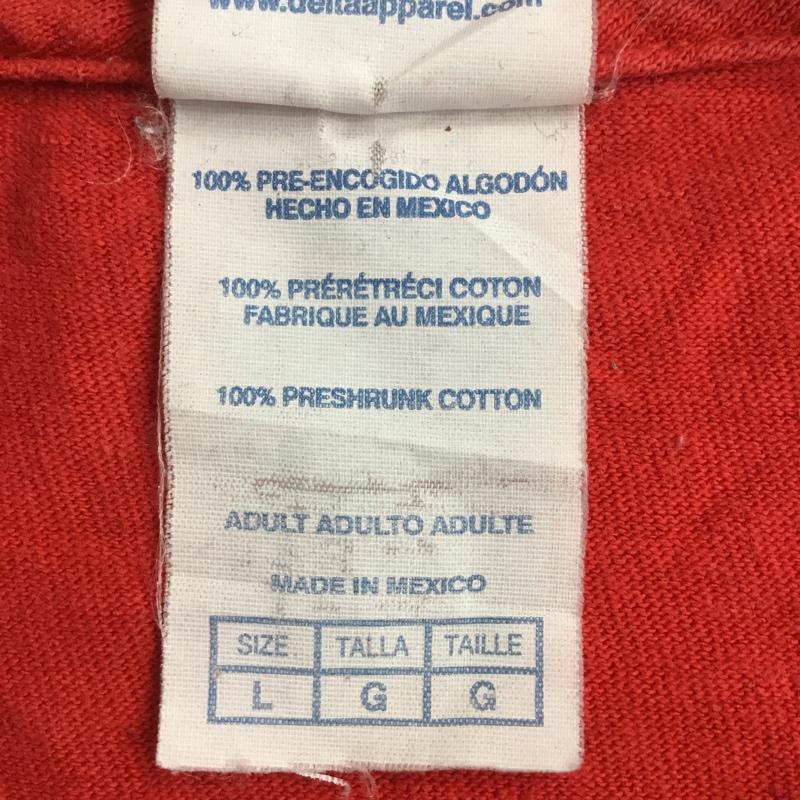 www.deltaapparel.com
100% PRE-ENCOGIDO ALGODÓN
HECHO EN MEXICO
100% PRÉRÉTRÉCI COTON
FABRIQUE AU MEXIQUE
100% PRESHRUNK COTTON
ADULT ADULTO ADULTE
MADE IN MEXICO
SIZE TALLA TAILLE
L G G